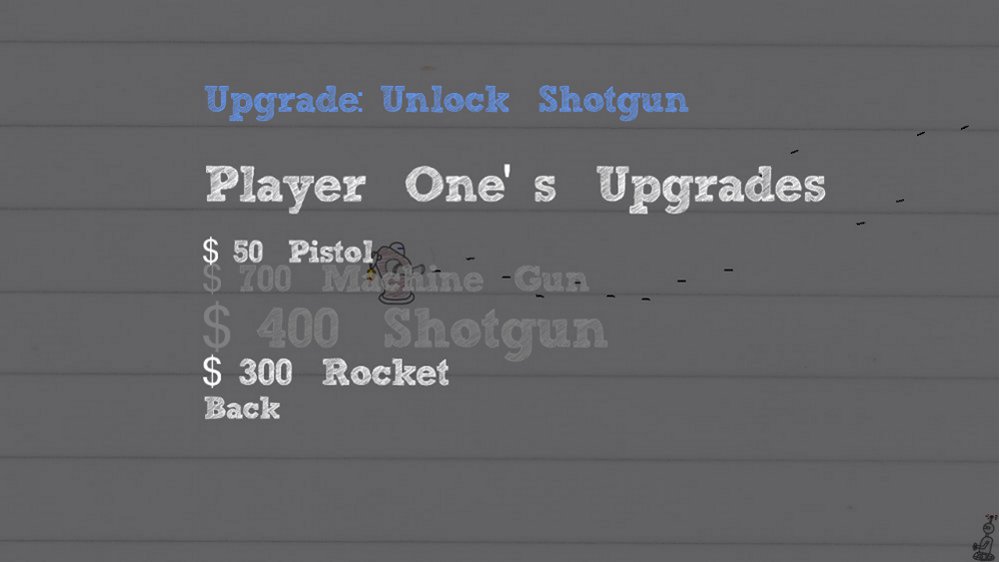 Upgrade: Unlock Shotgun
Player One's Upgrades
$ 50 Pistol
$ 700 Machine Gun
$ 400 Shotgun
$ 300 Rocket
Back